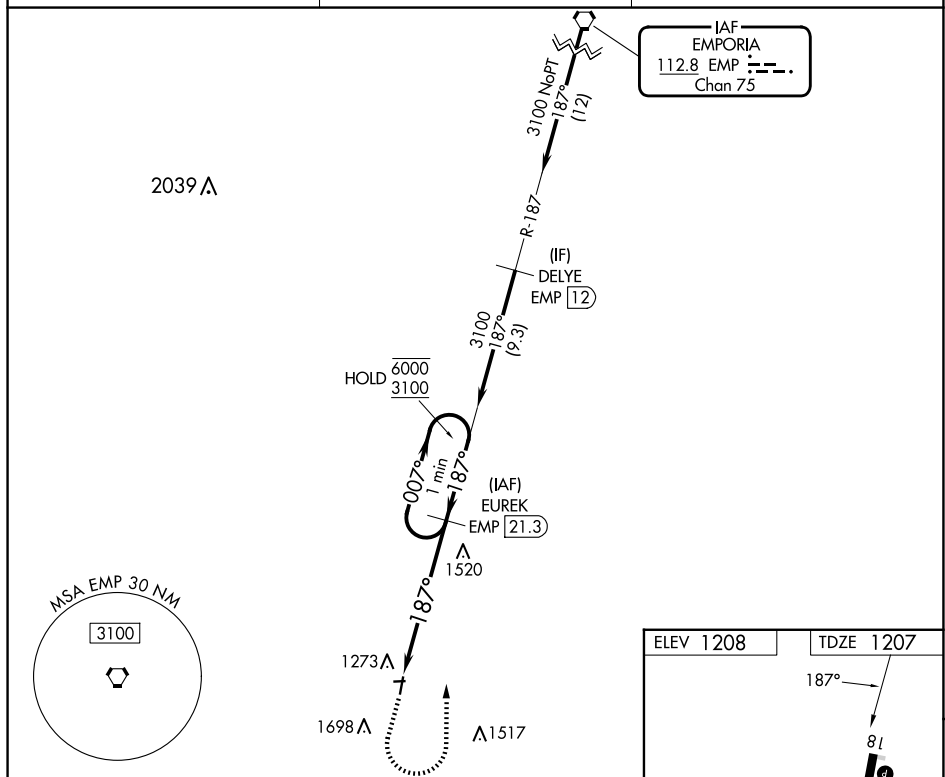 IAF
EMPORIA
112.8 EMP
Chan 75
3100 NoPT
187°
(12)
2039
R-187
(IF)
DELYE
EMP 12
3100
187°
(9.3)
HOLD 6000
3100
007°
1 min
187°
(IAF)
EUREK
EMP 21.3
1520
187°
MSA EMP 30 NM
3100
1273
1698
1517
ELEV 1208
TDZE 1207
187°
18
P